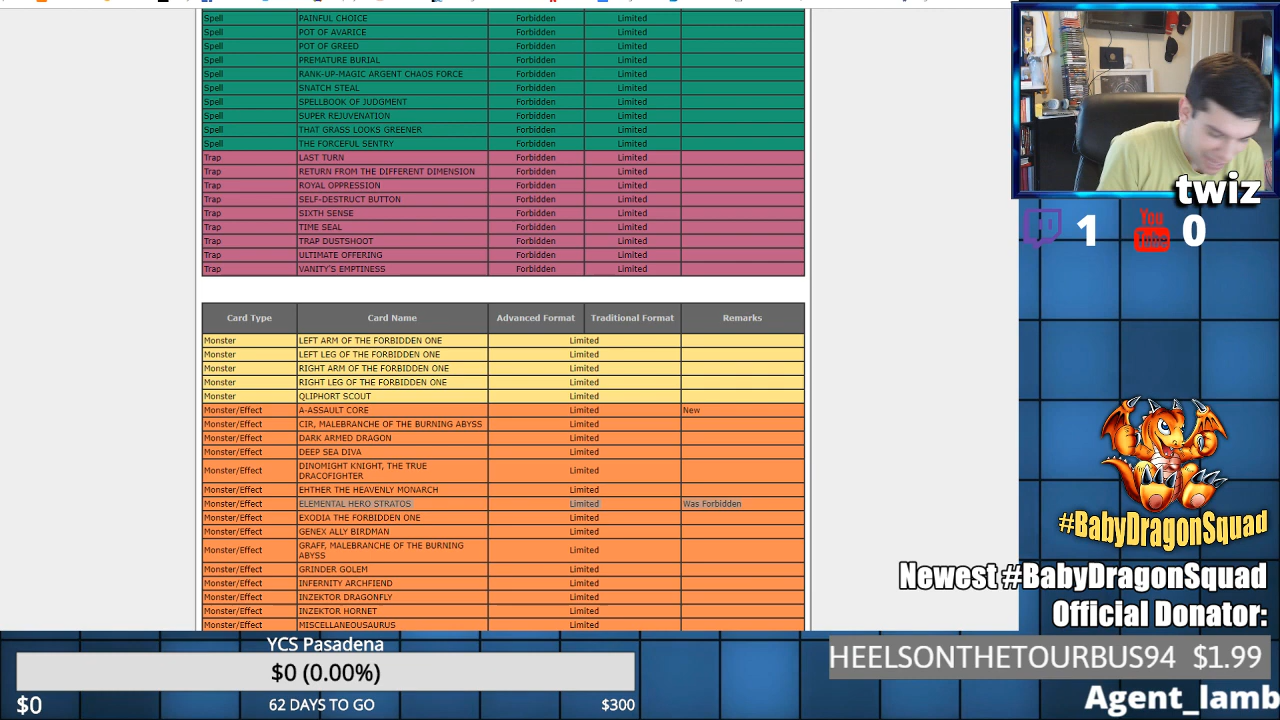 Spell PAINFUL CHOICE Forbidden Limited
Spell POT OF AVARICE Forbidden Limited
Spell POT OF GREED Forbidden Limited
Spell PREMATURE BURIAL Forbidden Limited
Spell RANK-UP-MAGIC ARGENT CHAOS FORCE Forbidden Limited
Spell SNATCH STEAL Forbidden Limited
Spell SPELLBOOK OF JUDGMENT Forbidden Limited
Spell SUPER REJUVENATION Forbidden Limited
Spell THAT GRASS LOOKS GREENER Forbidden Limited
Spell THE FORCEFUL SENTRY Forbidden Limited
Trap LAST TURN Forbidden Limited
Trap RETURN FROM THE DIFFERENT DIMENSION Forbidden Limited
Trap ROYAL OPPRESSION Forbidden Limited
Trap SELF-DESTRUCT BUTTON Forbidden Limited
Trap SIXTH SENSE Forbidden Limited
Trap TIME SEAL Forbidden Limited
Trap TRAP DUSTSHOOT Forbidden Limited
Trap ULTIMATE OFFERING Forbidden Limited
Trap VANITY'S EMPTINESS Forbidden Limited
Card Type Card Name Advanced Format Traditional Format Remarks
Monster LEFT ARM OF THE FORBIDDEN ONE Limited
Monster LEFT LEG OF THE FORBIDDEN ONE Limited
Monster RIGHT ARM OF THE FORBIDDEN ONE Limited
Monster RIGHT LEG OF THE FORBIDDEN ONE Limited
Monster QLIPHORT SCOUT Limited
Monster/Effect A-ASSAULT CORE Limited New
Monster/Effect CIR, MALEBRANCHE OF THE BURNING ABYSS Limited
Monster/Effect DARK ARMED DRAGON Limited
Monster/Effect DEEP SEA DIVA Limited
Monster/Effect DINOMIGHT KNIGHT, THE TRUE Limited
DRACOFIGHTER
Monster/Effect EHTHER THE HEAVENLY MONARCH Limited
Monster/Effect ELEMENTAL HERO STRATOS Limited Was Forbidden
Monster/Effect EXODIA THE FORBIDDEN ONE Limited
Monster/Effect GENEX ALLY BIRDMAN Limited
Monster/Effect GRAFF, MALEBRANCHE OF THE BURNING Limited
ABYSS
Monster/Effect GRINDER GOLEM Limited
Monster/Effect INFERNITY ARCHFIEND Limited
Monster/Effect INZEKTOR DRAGONFLY Limited
Monster/Effect INZEKTOR HORNET Limited
Monster/Effect MISCELLANEOUSAURUS Limited
twiz
1 You Tube 0
#BabyDragonSquad
Newest #BabyDragonSquad
Official Donator:
HEELSONTHETOURBUS94 $1.99
Agent_lamb
YCS Pasadena
$0 (0.00%)
$0 62 DAYS TO GO $300